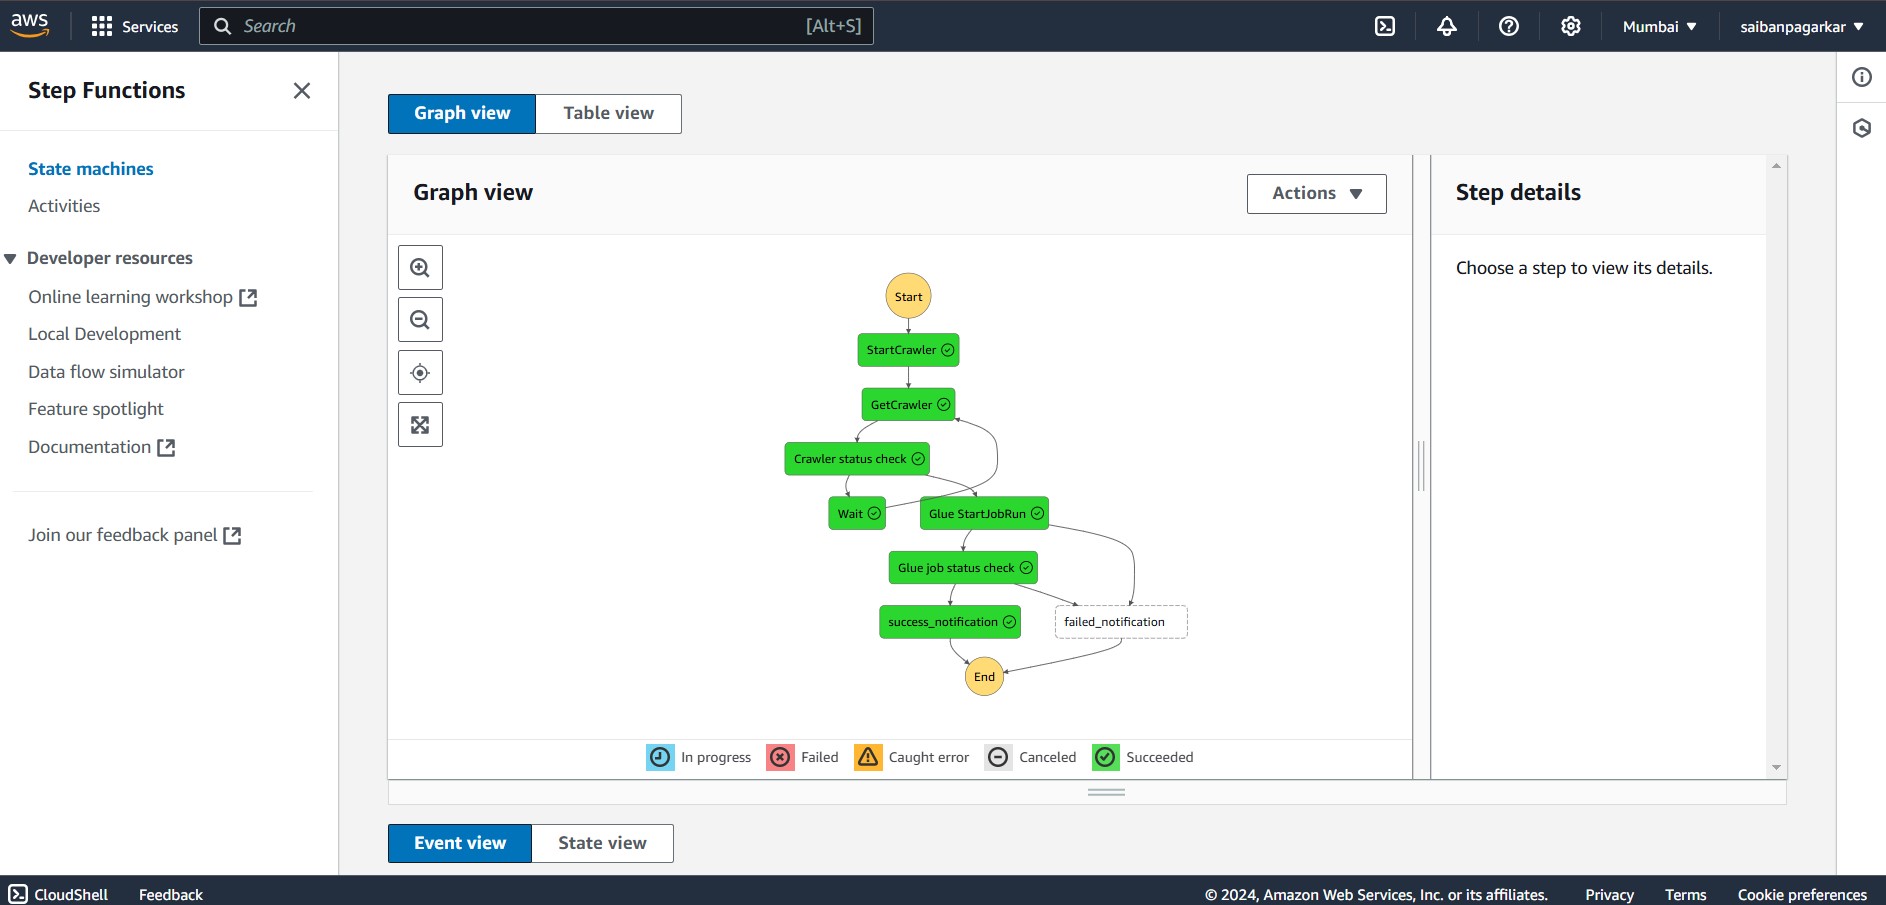 aws
Services
Search
[Alt+S]
Mumbai
saibanpagarkar
Step Functions
State machines
Activities
Developer resources
Online learning workshop
Local Development
Data flow simulator
Feature spotlight
Documentation
Join our feedback panel
Graph view
Table view
Graph view
Actions
Start
StartCrawler
GetCrawler
Crawler status check
Wait
Glue StartJobRun
Glue job status check
success_notification
failed_notification
End
In progress
Failed
Caught error
Canceled
Succeeded
Step details
Choose a step to view its details.
Event view
State view
CloudShell
Feedback
© 2024, Amazon Web Services, Inc. or its affiliates.
Privacy
Terms
Cookie preferences